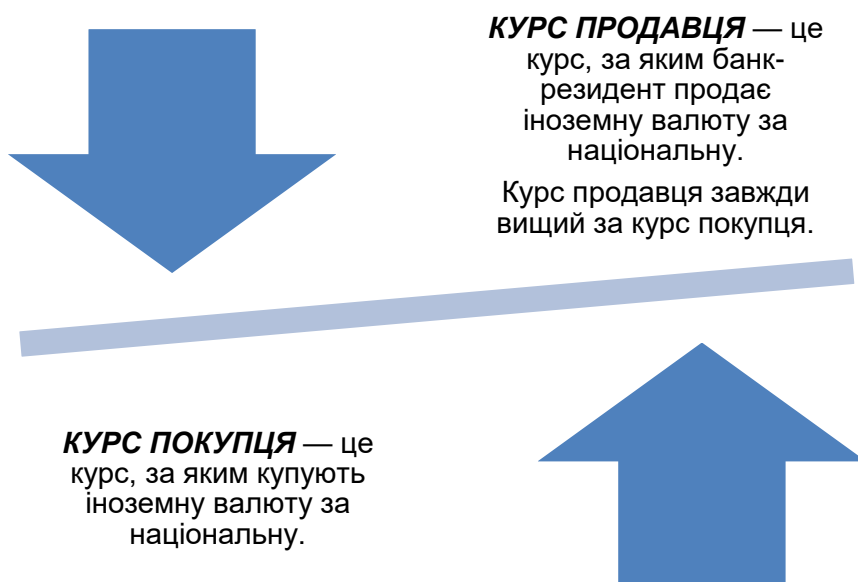 КУРС ПРОДАВЦЯ — це
курс, за яким банк-
резидент продає
іноземну валюту за
національну.
Курс продавця завжди
вищий за курс покупця.
КУРС ПОКУПЦЯ — це
курс, за яким купують
іноземну валюту за
національну.